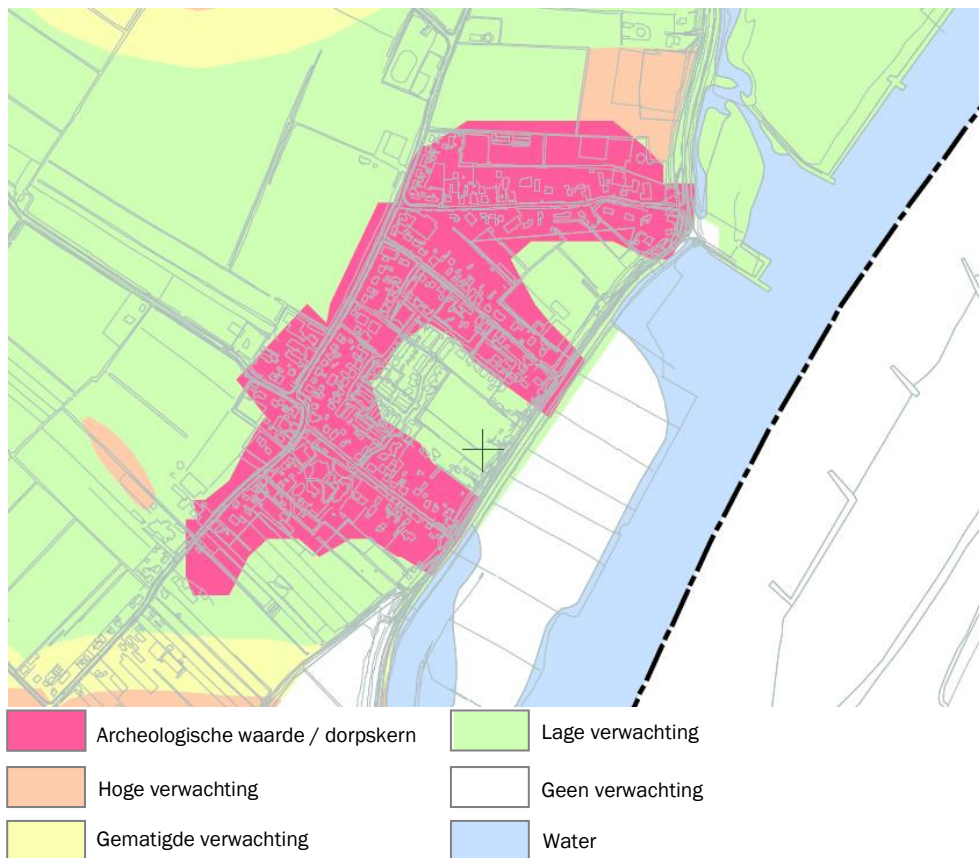 Archeologische waarde / dorpskern
Lage verwachting
Hoge verwachting
Geen verwachting
Gematigde verwachting
Water